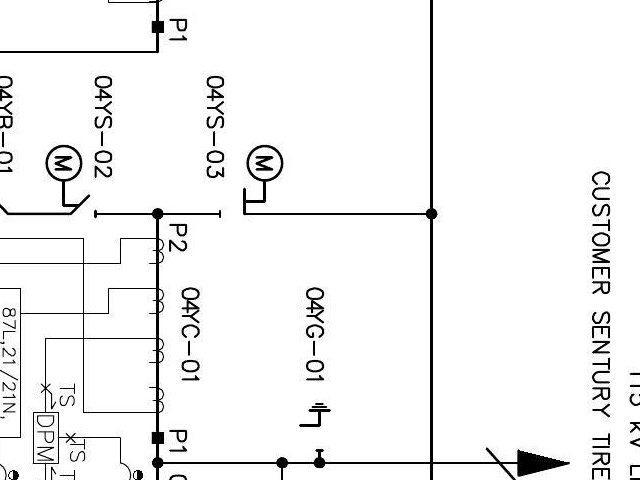 P1
04YB-01
04YS-02
04YS-03
M
M
P2
04YC-01
04YG-01
CUSTOMER SENTURY TIRE
115 kV
87L,21/21N,
TS
DPM
TS
P1